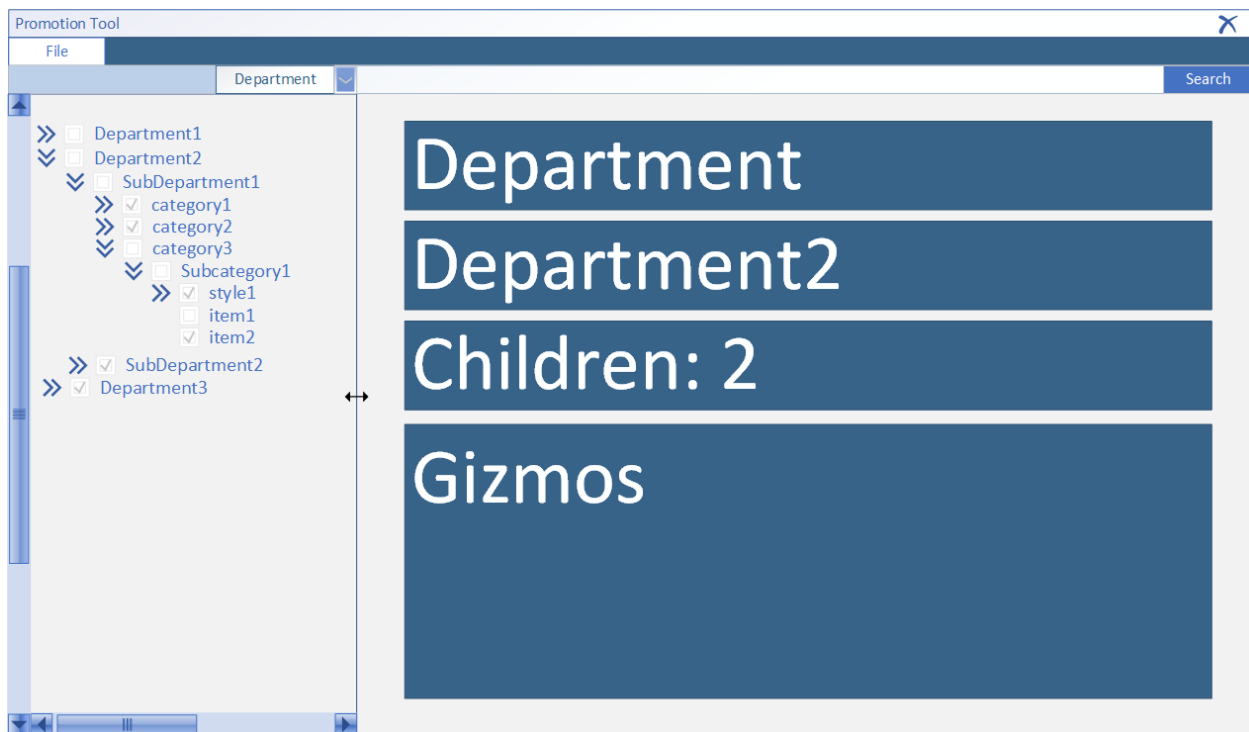 Promotion Tool
File
Department
Search
Department1
Department2
SubDepartment1
category1
category2
category3
Subcategory1
style1
item1
item2
SubDepartment2
Department3
Department
Department2
Children: 2
Gizmos